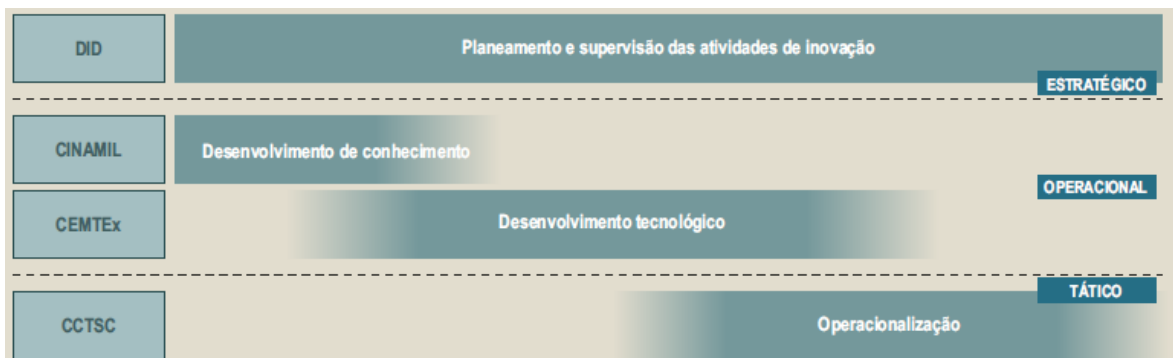 DID
Planeamento e supervisão das atividades de inovação
ESTRATÉGICO
CINAMIL
Desenvolvimento de conhecimento
OPERACIONAL
CEMTEx
Desenvolvimento tecnológico
TÁTICO
CCTSC
Operacionalização